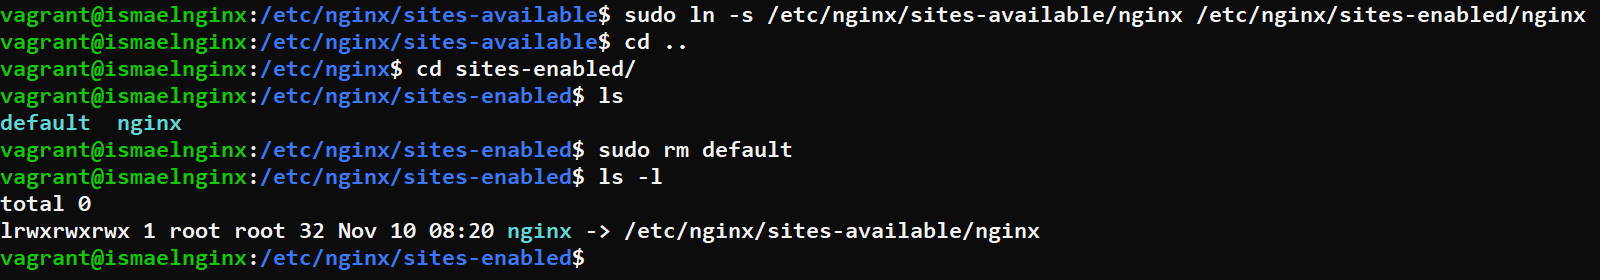 vagrant@ismaelnginx:/etc/nginx/sites-available$ sudo ln -s /etc/nginx/sites-available/nginx /etc/nginx/sites-enabled/nginx
vagrant@ismaelnginx:/etc/nginx/sites-available$ cd ..
vagrant@ismaelnginx:/etc/nginx$ cd sites-enabled/
vagrant@ismaelnginx:/etc/nginx/sites-enabled$ ls
default  nginx
vagrant@ismaelnginx:/etc/nginx/sites-enabled$ sudo rm default
vagrant@ismaelnginx:/etc/nginx/sites-enabled$ ls -l
total 0
lrwxrwxrwx 1 root root 32 Nov 10 08:20 nginx -> /etc/nginx/sites-available/nginx
vagrant@ismaelnginx:/etc/nginx/sites-enabled$